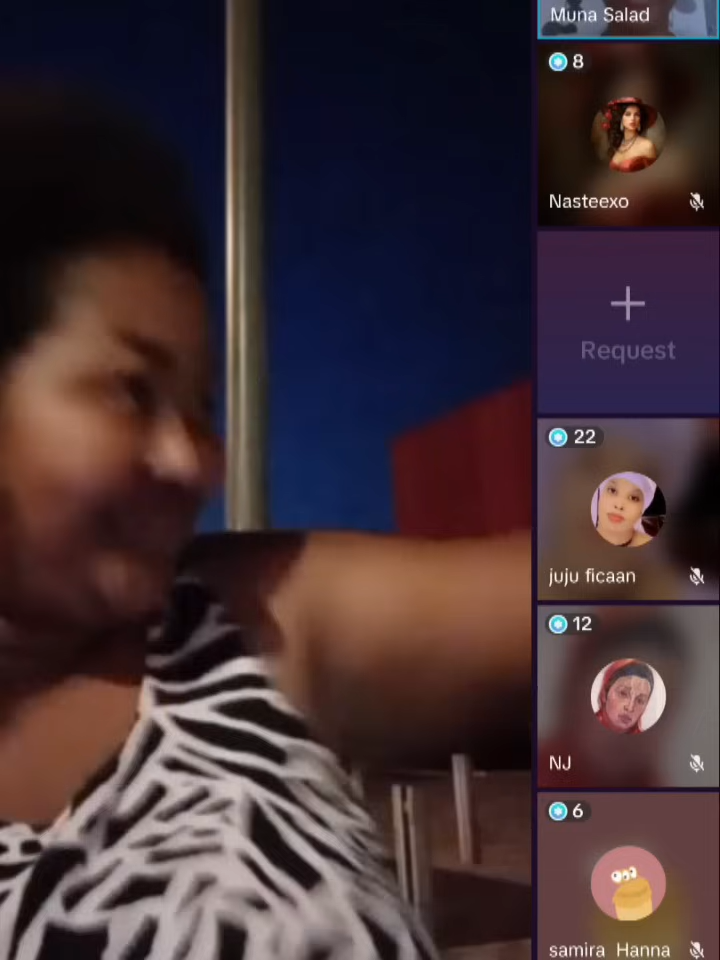 Muna Salad
8
Nasteexo
Request
22
juju ficaan
12
NJ
6
samira Hanna